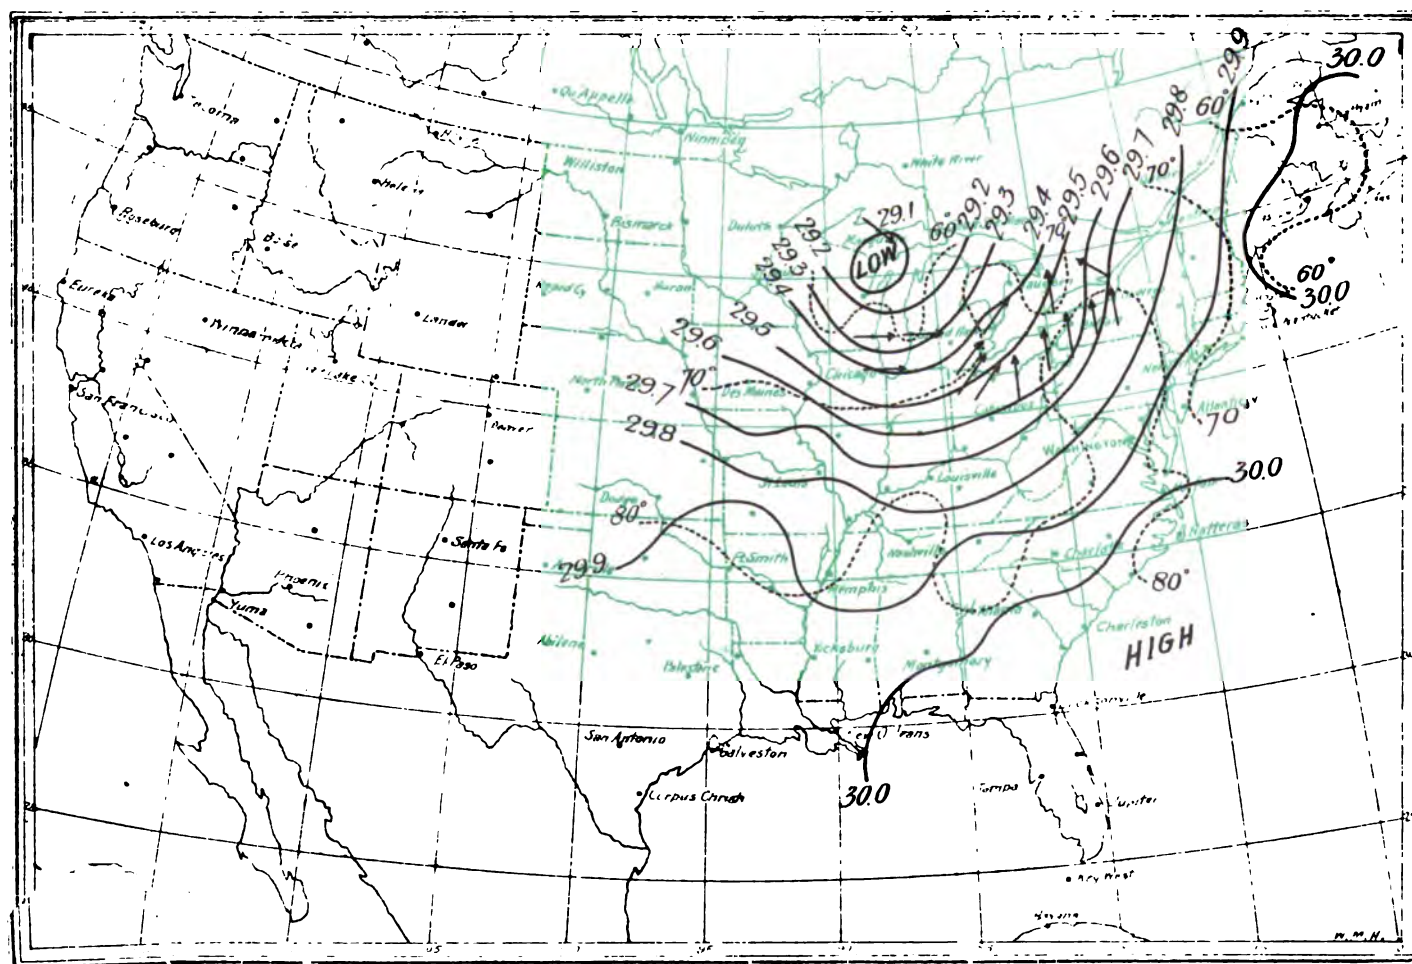 30.0
29.9
29.8
60°
Qu'Appelle
Winnipeg
29.6
29.7
Williston
White River
70°
29.5
29.2
Helena
29.1
29.4
29.3
60°
Roseburg
Bismarck
Duluth
29.2
70°
Boise
29.3
LOW
29.4
60°
30.0
Eureka
Huron
Lander
29.5
Winnemucca
29.6
Chicago
29.7
70°
North Platte
Des Moines
San Francisco
Atlantic
70°
Denver
29.8
Washington
30.0
St Louis
Louisville
Dodge
80°
Hatteras
Los Angeles
Santa Fe
Nashville
Charlotte
29.9
Ft. Smith
80°
Phoenix
Memphis
Yuma
Charleston
Abilene
Vicksburg
HIGH
El Paso
Palestine
Montgomery
San Antonio
Galveston
30.0
Corpus Christi
Tampa
Jupiter
Key West
Havana
W. M. H.